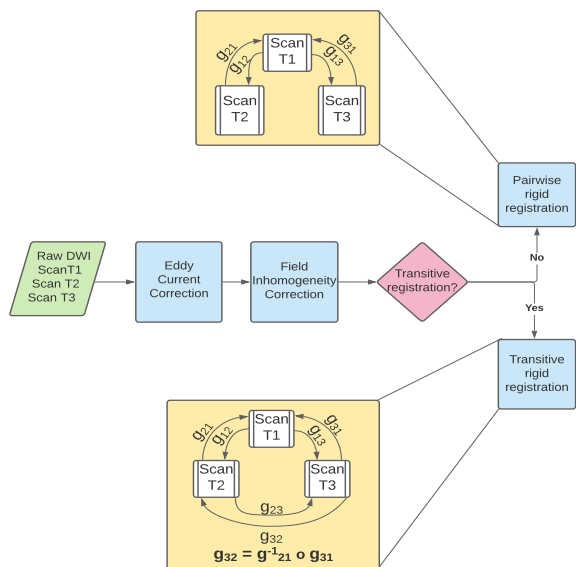 Scan
T1
g21
g12
g31
g13
Scan
T2
Scan
T3
Pairwise
rigid
registration
Raw DWI
ScanT1
Scan T2
Scan T3
Eddy
Current
Correction
Field
Inhomogeneity
Correction
Transitive
registration?
No
Yes
Transitive
rigid
registration
Scan
T1
g21
g12
g31
g13
Scan
T2
Scan
T3
g23
g32
g32 = g-121 o g31